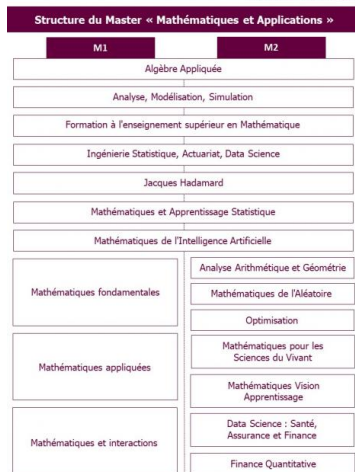 Structure du Master « Mathématiques et Applications »
M1
M2
Algèbre Appliquée
Analyse, Modélisation, Simulation
Formation à l'enseignement supérieur en Mathématique
Ingénierie Statistique, Actuariat, Data Science
Jacques Hadamard
Mathématiques et Apprentissage Statistique
Mathématiques de l'Intelligence Artificielle
Mathématiques fondamentales
Mathématiques appliquées
Mathématiques et interactions
Analyse Arithmétique et Géométrie
Mathématiques de l'Aléatoire
Optimisation
Mathématiques pour les
Sciences du Vivant
Mathématiques Vision
Apprentissage
Data Science : Santé,
Assurance et Finance
Finance Quantitative